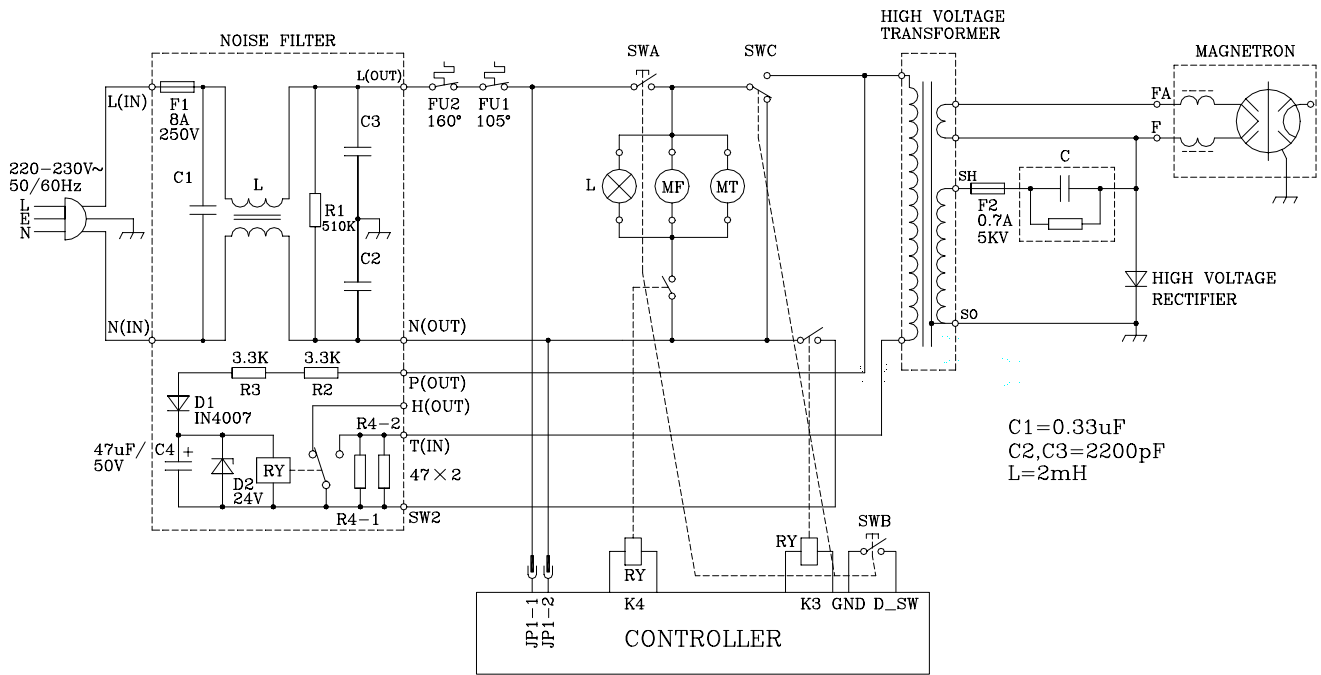 HIGH VOLTAGE
TRANSFORMER
NOISE FILTER
SWA
SWC
MAGNETRON
L(IN)
F1
8A
250V
L(OUT)
FU2
160°
FU1
105°
FA
F
C3
220-230V~
50/60Hz
L
E
N
C1
L
R1
510K
C2
L
MF
MT
SH
F2
0.7A
5KV
C
HIGH VOLTAGE
RECTIFIER
SO
N(IN)
N(OUT)
3.3K
3.3K
R3
R2
P(OUT)
D1
IN4007
H(OUT)
R4-2
T(IN)
47uF/
50V
C4
+
RY
D2
24V
47×2
R4-1
SW2
C1=0.33uF
C2,C3=2200pF
L=2mH
SWB
RY
RY
JP1-1
JP1-2
K4
K3
GND
D_SW
CONTROLLER